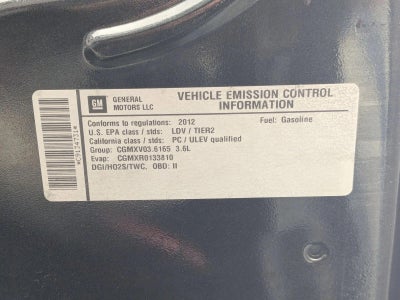 GM
GENERAL MOTORS LLC
VEHICLE EMISSION CONTROL INFORMATION
Conforms to regulations: 2012 Fuel: Gasoline
U.S. EPA class / stds: LDV / TIER2
California class / stds: PC / ULEV qualified
Group: CGMXV03.6165 3.6L
Evap: CGMXR0133810
DGI/HO2S/TWC, OBD: II